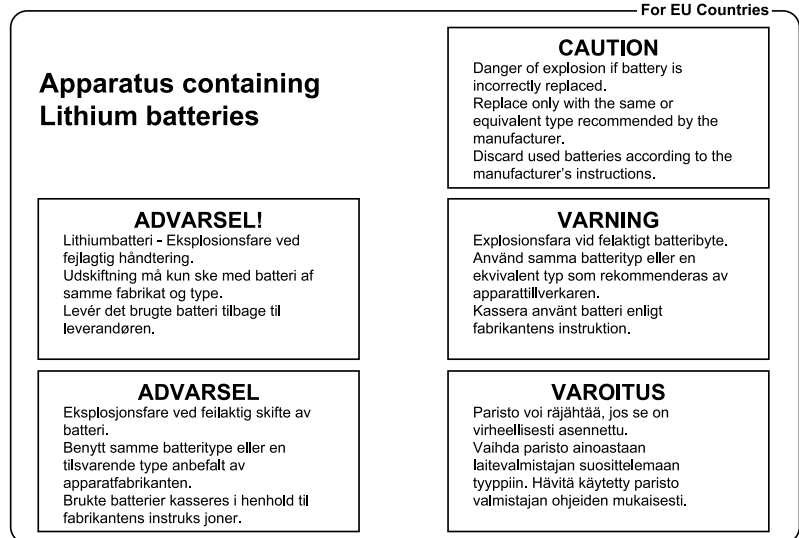 For EU Countries
Apparatus containing
Lithium batteries
CAUTION
Danger of explosion if battery is
incorrectly replaced.
Replace only with the same or
equivalent type recommended by the
manufacturer.
Discard used batteries according to the
manufacturer's instructions.
ADVARSEL!
Lithiumbatteri - Eksplosionsfare ved
fejlagtig håndtering.
Udskiftning må kun ske med batteri af
samme fabrikat og type.
Levér det brugte batteri tilbage til
leverandøren.
VARNING
Explosionsfara vid felaktigt batteribyte.
Använd samma batterityp eller en
ekvivalent typ som rekommenderas av
apparattillverkaren.
Kassera använt batteri enligt
fabrikantens instruktion.
ADVARSEL
Eksplosjonsfare ved feilaktig skifte av
batteri.
Benytt samme batteritype eller en
tilsvarende type anbefalt av
apparatfabrikanten.
Brukte batterier kasseres i henhold til
fabrikantens instruks joner.
VAROITUS
Paristo voi räjähtää, jos se on
virheellisesti asennettu.
Vaihda paristo ainoastaan
laitevalmistajan suosittelemaan
tyyppiin. Hävitä käytetty paristo
valmistajan ohjeiden mukaisesti.